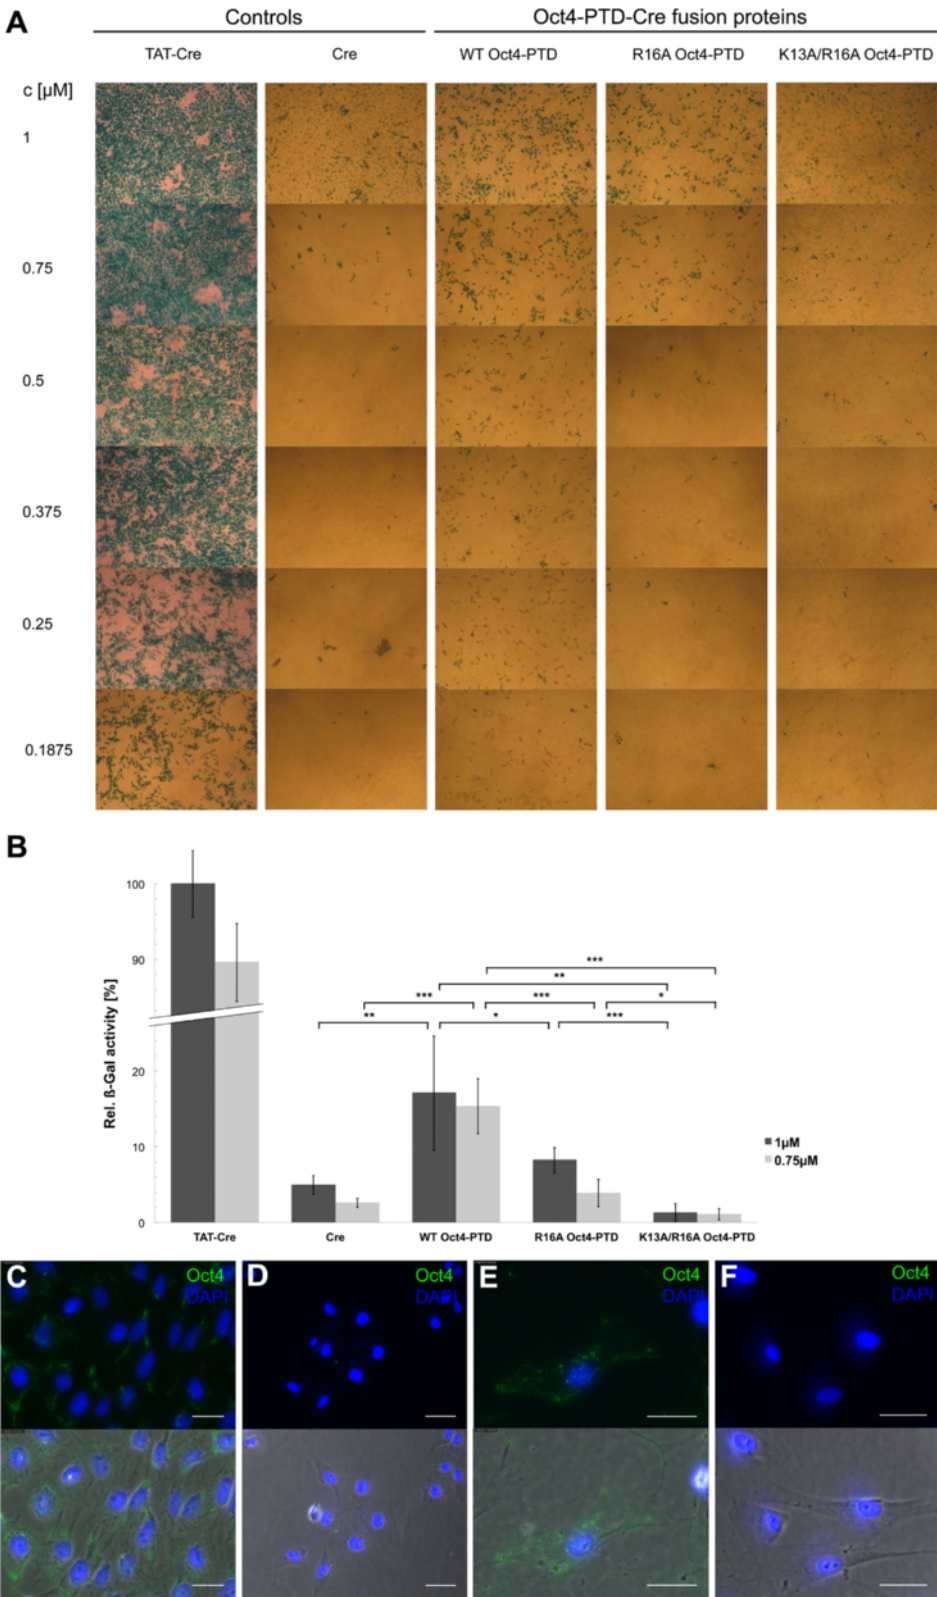 A
Controls
Oct4-PTD-Cre fusion proteins
TAT-Cre
Cre
WT Oct4-PTD
R16A Oct4-PTD
K13A/R16A Oct4-PTD
c [µM]
1
0.75
0.5
0.375
0.25
0.1875
B
Rel. ß-Gal activity [%]
100
90
20
10
0
***
**
*** *** *
** * ***
1µM
0.75µM
TAT-Cre
Cre
WT Oct4-PTD
R16A Oct4-PTD
K13A/R16A Oct4-PTD
C
Oct4
DAPI
D
Oct4
DAPI
E
Oct4
DAPI
F
Oct4
DAPI